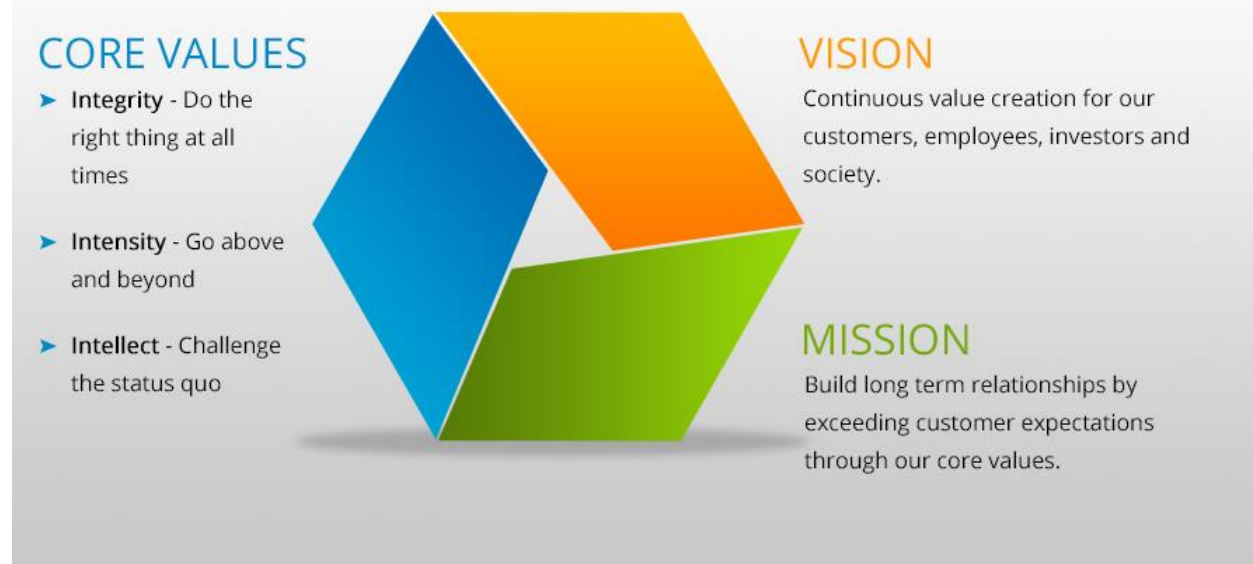 CORE VALUES
➤ Integrity - Do the
right thing at all
times
➤ Intensity - Go above
and beyond
➤ Intellect - Challenge
the status quo
VISION
Continuous value creation for our
customers, employees, investors and
society.
MISSION
Build long term relationships by
exceeding customer expectations
through our core values.